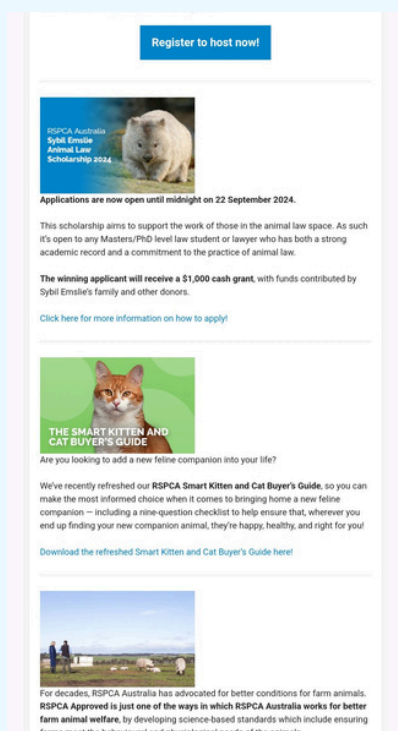 Register to host now!
RSPCA Australia
Sybil Emslie
Animal Law
Scholarship 2024
Applications are now open until midnight on 22 September 2024.
This scholarship aims to support the work of those in the animal law space. As such
it's open to any Masters/PhD level law student or lawyer who has both a strong
academic record and a commitment to the practice of animal law.
The winning applicant will receive a $1,000 cash grant, with funds contributed by
Sybil Emslie's family and other donors.
Click here for more information on how to apply!
THE SMART KITTEN AND
CAT BUYER'S GUIDE
Are you looking to add a new feline companion into your life?
We've recently refreshed our RSPCA Smart Kitten and Cat Buyer's Guide, so you can
make the most informed choice when it comes to bringing home a new feline
companion — including a nine-question checklist to help ensure that, wherever you
end up finding your new companion animal, they're happy, healthy, and right for you!
Download the refreshed Smart Kitten and Cat Buyer's Guide here!
For decades, RSPCA Australia has advocated for better conditions for farm animals.
RSPCA Approved is just one of the ways in which RSPCA Australia works for better
farm animal welfare, by developing science-based standards which include ensuring